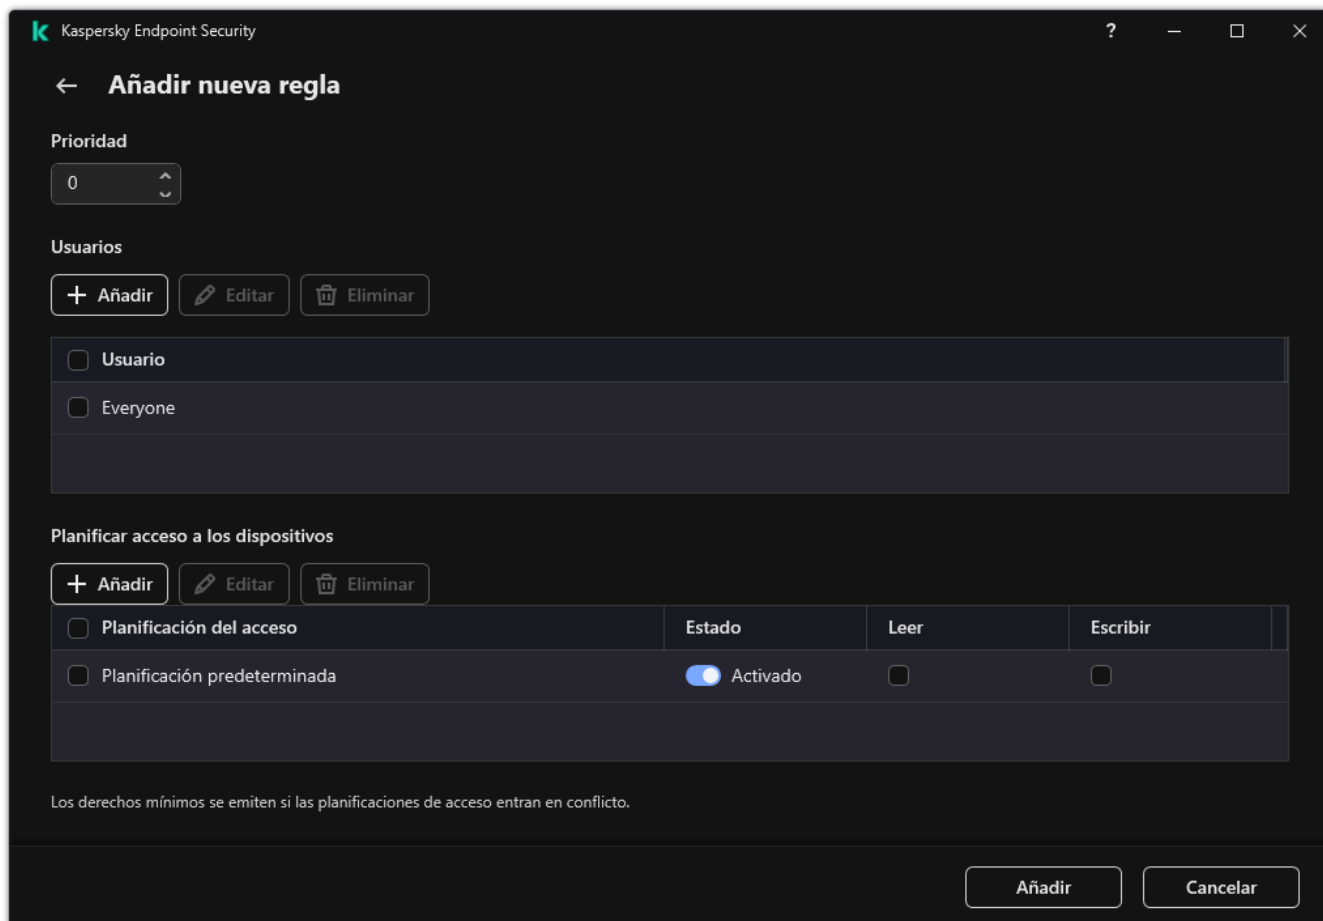 Kaspersky Endpoint Security ?
Añadir nueva regla
Prioridad
0
Usuarios
Añadir Editar Eliminar
Usuario
Everyone
Planificar acceso a los dispositivos
Añadir Editar Eliminar
Planificación del acceso Estado Leer Escribir
Planificación predeterminada Activado
Los derechos mínimos se emiten si las planificaciones de acceso entran en conflicto.
Añadir Cancelar